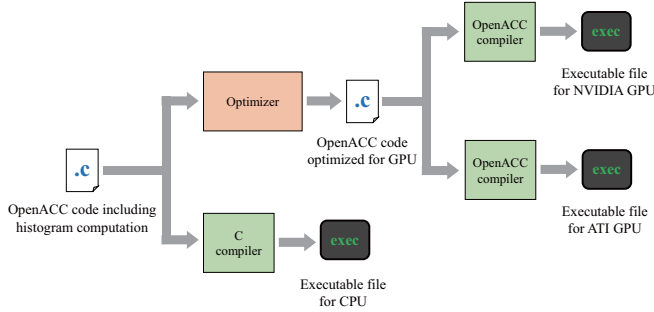 OpenACC
compiler
exec
Executable file
for NVIDIA GPU
Optimizer
.c
OpenACC code
optimized for GPU
OpenACC
compiler
exec
Executable file
for ATI GPU
.c
OpenACC code including
histogram computation
C
compiler
exec
Executable file
for CPU